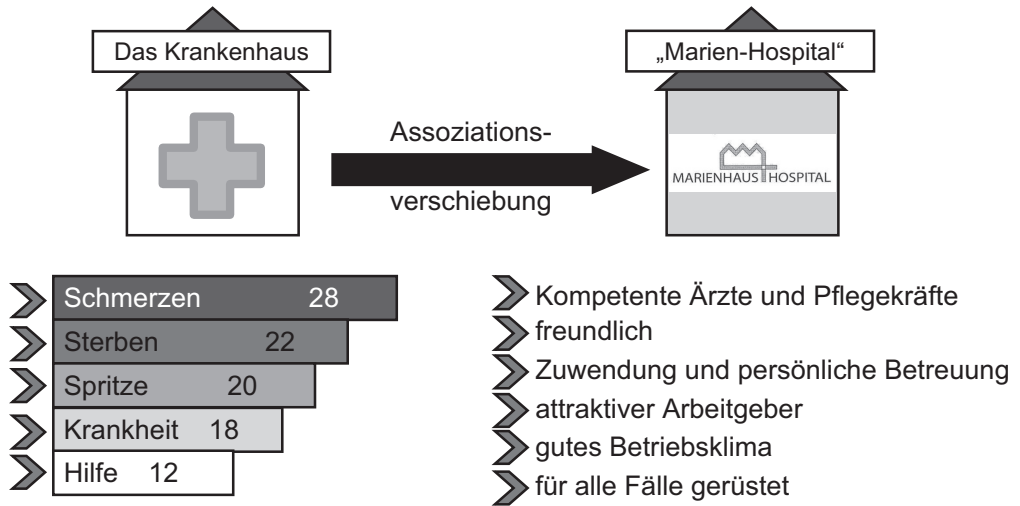 Das Krankenhaus
„Marien-Hospital“
Assoziations-
verschiebung
MARIENHAUS HOSPITAL
Schmerzen 28
Sterben 22
Spritze 20
Krankheit 18
Hilfe 12
Kompetente Ärzte und Pflegekräfte
freundlich
Zuwendung und persönliche Betreuung
attraktiver Arbeitgeber
gutes Betriebsklima
für alle Fälle gerüstet